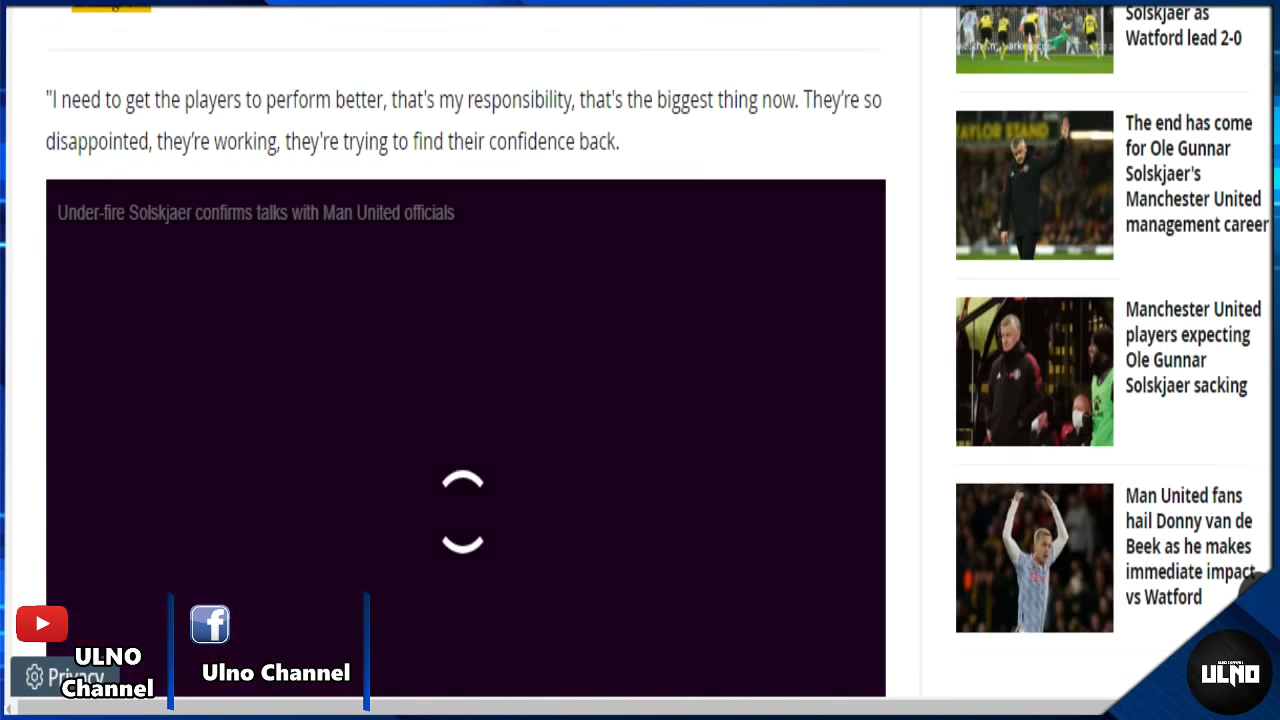 "I need to get the players to perform better, that's my responsibility, that's the biggest thing now. They're so
disappointed, they're working, they're trying to find their confidence back.
Under-fire Solskjaer confirms talks with Man United officials
Solskjaer as
Watford lead 2-0
The end has come
for Ole Gunnar
Solskjaer's
Manchester United
management career
Manchester United
players expecting
Ole Gunnar
Solskjaer sacking
Man United fans
hail Donny van de
Beek as he makes
immediate impact
vs Watford
Privacy
ULNO
Channel
Ulno Channel
ULNO